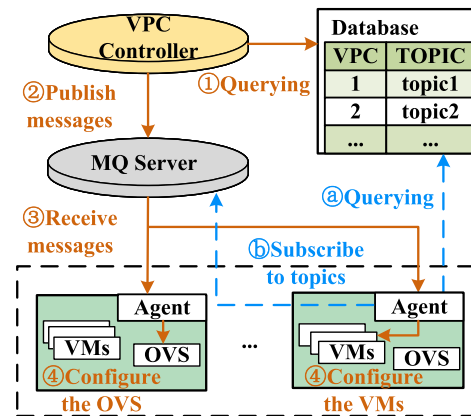 VPC
Controller
Database
VPC TOPIC
1 topic1
2 topic2
... ...
①Querying
②Publish
messages
MQ Server
ⓐQuerying
③Receive
messages
ⓑSubscribe
to topics
Agent
VMs
OVS
④Configure
the OVS
...
Agent
VMs
OVS
④Configure
the VMs